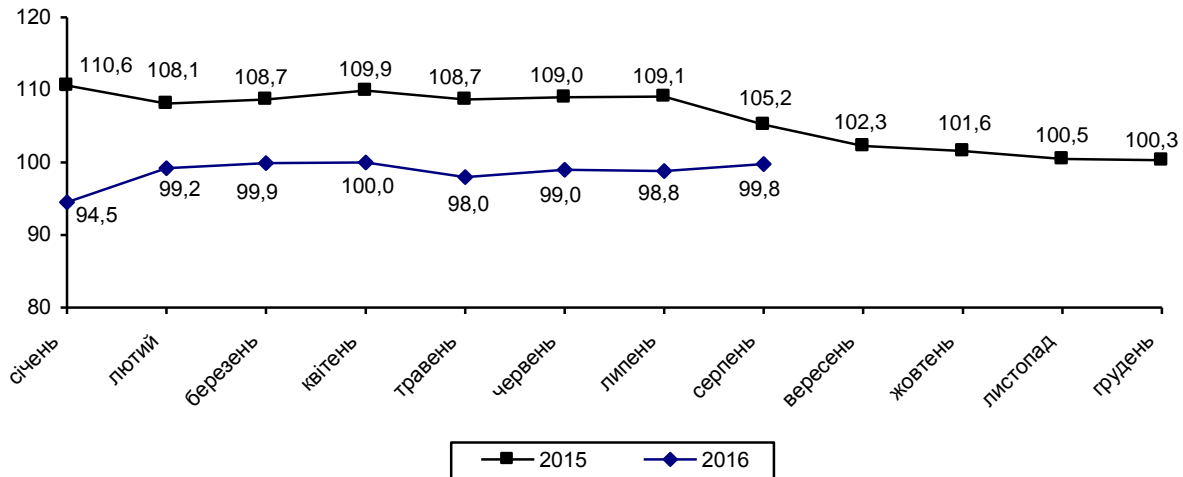 120
110
100
90
80
110,6 108,1 108,7 109,9 108,7 109,0 109,1 105,2 102,3 101,6 100,5 100,3
94,5 99,2 99,9 100,0 98,0 99,0 98,8 99,8
січень лютий березень квітень травень червень липень серпень вересень жовтень листопад грудень
2015 2016